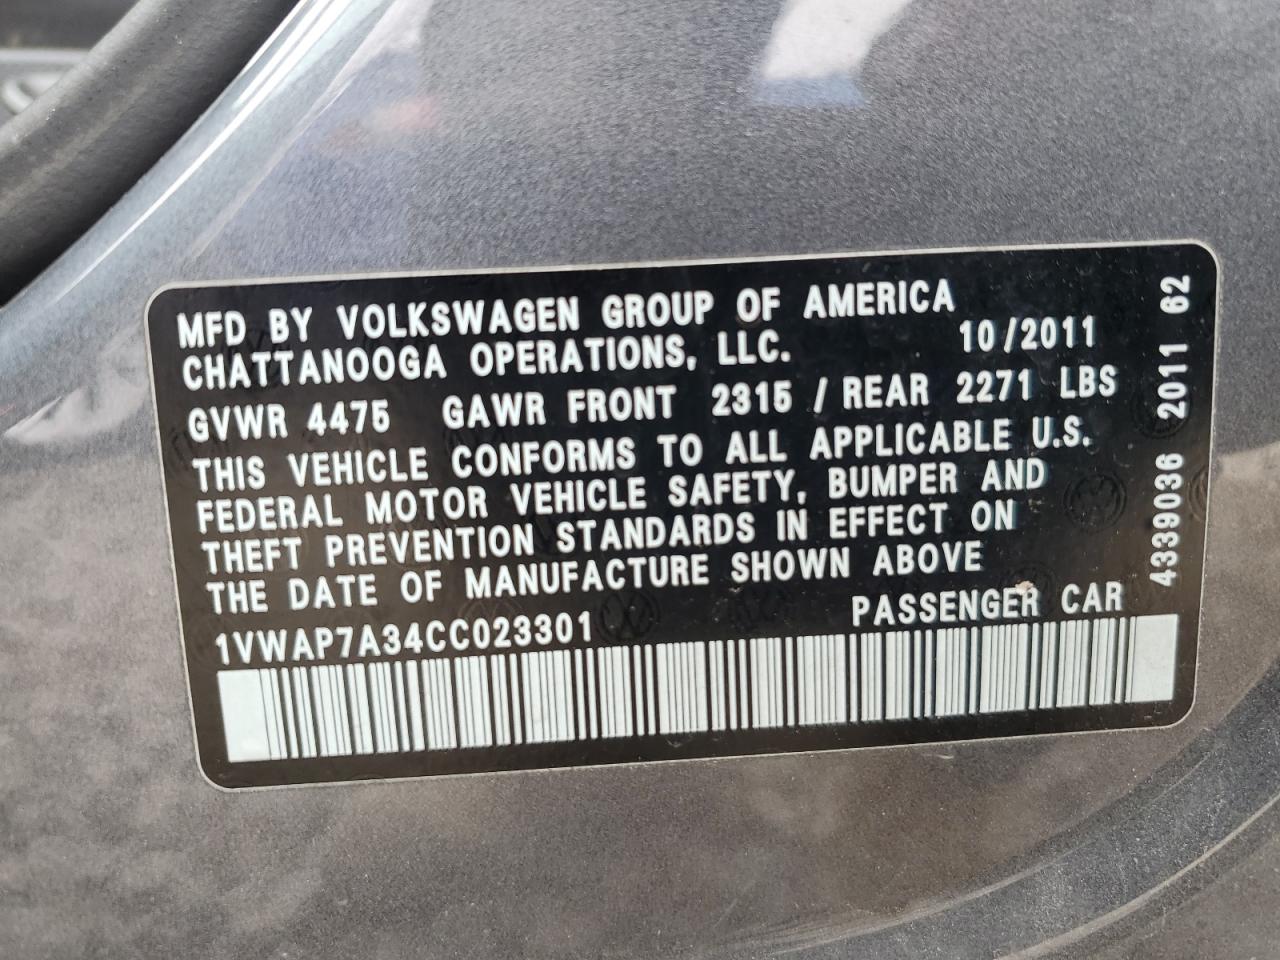 MFD BY VOLKSWAGEN GROUP OF AMERICA
CHATTANOOGA OPERATIONS, LLC. 10/2011
GVWR 4475 GAWR FRONT 2315 / REAR 2271 LBS
THIS VEHICLE CONFORMS TO ALL APPLICABLE U.S.
FEDERAL MOTOR VEHICLE SAFETY, BUMPER AND
THEFT PREVENTION STANDARDS IN EFFECT ON
THE DATE OF MANUFACTURE SHOWN ABOVE
1VWAP7A34CC023301 PASSENGER CAR
4339036 2011 62